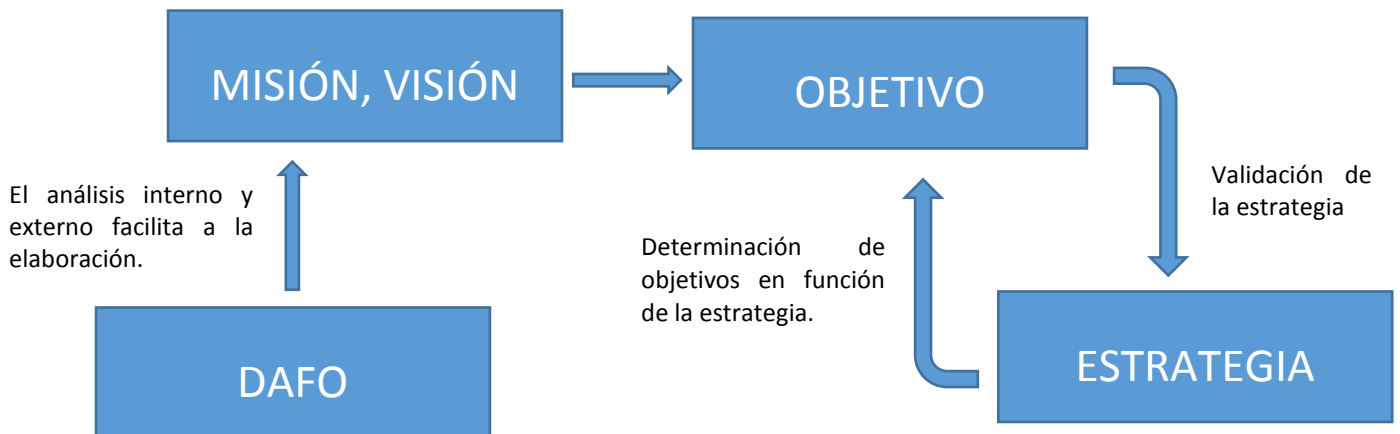 MISIÓN, VISIÓN
OBJETIVO
El análisis interno y
externo facilita a la
elaboración.
Validación de
la estrategia
Determinación de
objetivos en función
de la estrategia.
DAFO
ESTRATEGIA